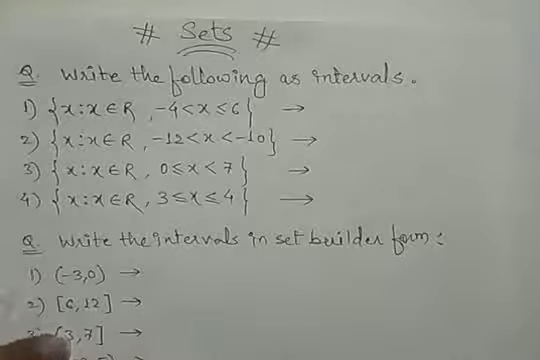 # Sets #
Q. Write the following as intervals.
1) {x:x∈R, -4<x≤6} →
2) {x:x∈R, -12<x<-10} →
3) {x:x∈R, 0≤x<7} →
4) {x:x∈R, 3≤x≤4} →
Q. Write the intervals in set builder form:
1) (-3,0) →
2) [6,12] →
3,7] →